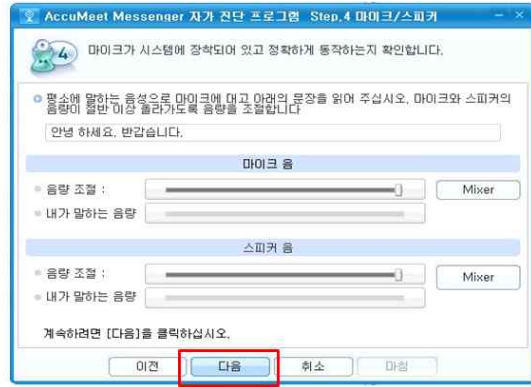 AccuMeet Messenger 자가 진단 프로그램 Step.4 마이크/스피커
4
마이크가 시스템에 장착되어 있고 정확하게 동작하는지 확인합니다.
평소에 말하는 음성으로 마이크에 대고 아래의 문장을 읽어 주십시오. 마이크와 스피커의
음량이 절반 이상 올라가도록 음량을 조절합니다
안녕 하세요. 반갑습니다.
마이크 음
음량 조절 :
Mixer
내가 말하는 음량
스피커 음
음량 조절 :
Mixer
내가 말하는 음량
계속하려면 [다음]을 클릭하십시오.
이전 다음 취소 마침